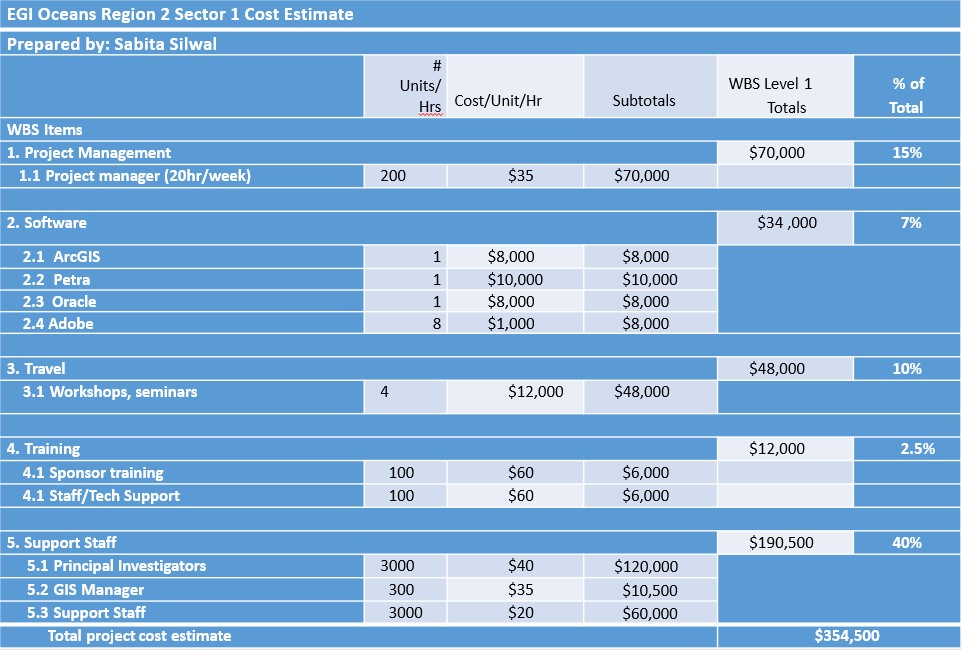 EGI Oceans Region 2 Sector 1 Cost Estimate
Prepared by: Sabita Silwal
# Units/ Hrs Cost/Unit/Hr Subtotals WBS Level 1 Totals % of Total
WBS Items
1. Project Management $70,000 15%
1.1 Project manager (20hr/week) 200 $35 $70,000
2. Software $34 ,000 7%
2.1 ArcGIS 1 $8,000 $8,000
2.2 Petra 1 $10,000 $10,000
2.3 Oracle 1 $8,000 $8,000
2.4 Adobe 8 $1,000 $8,000
3. Travel $48,000 10%
3.1 Workshops, seminars 4 $12,000 $48,000
4. Training $12,000 2.5%
4.1 Sponsor training 100 $60 $6,000
4.1 Staff/Tech Support 100 $60 $6,000
5. Support Staff $190,500 40%
5.1 Principal Investigators 3000 $40 $120,000
5.2 GIS Manager 300 $35 $10,500
5.3 Support Staff 3000 $20 $60,000
Total project cost estimate $354,500